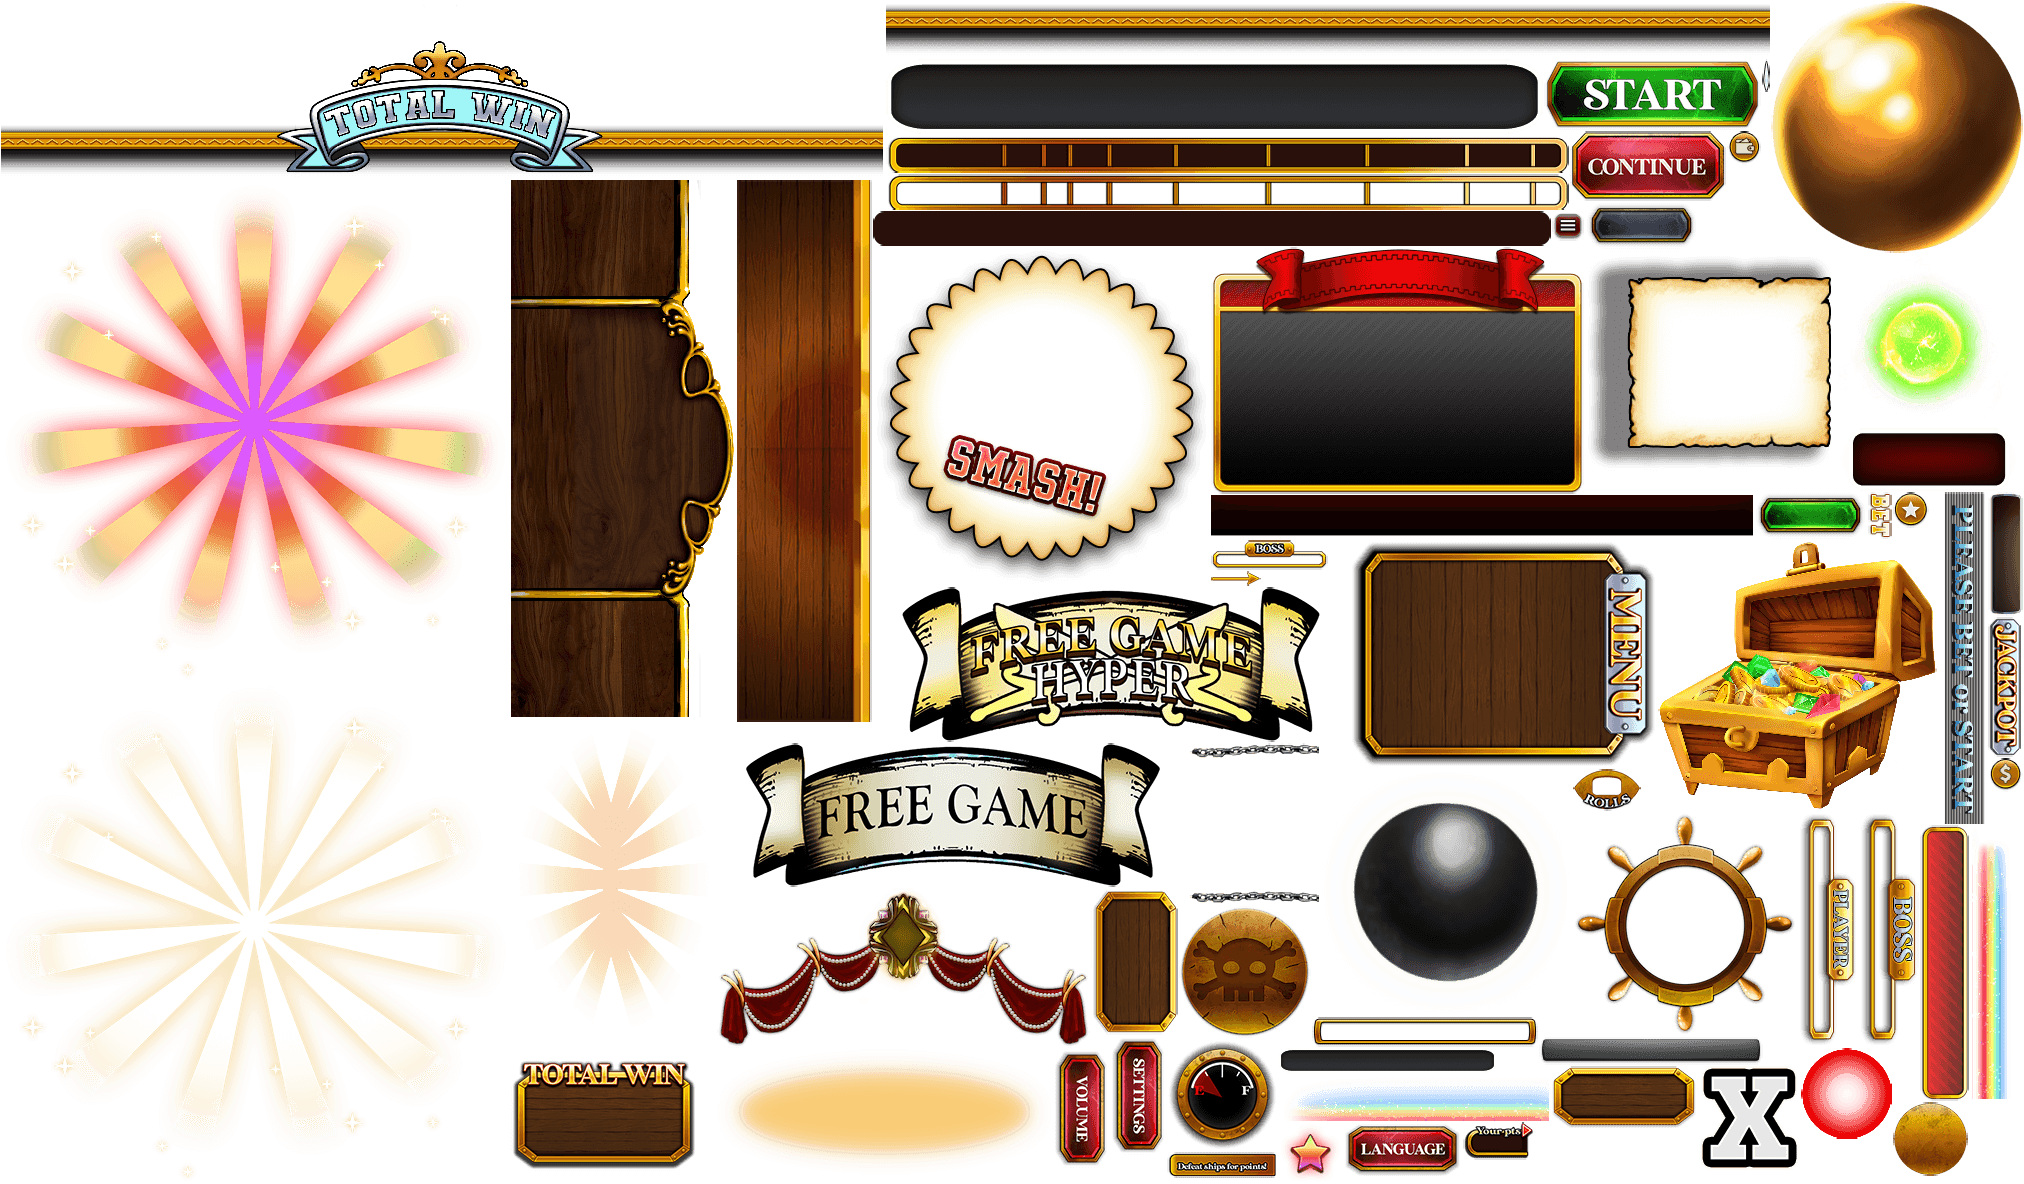 TOTAL WIN
START
CONTINUE
SMASH!
BET
BOSS
PLEASE BET or START
FREE GAME
HYPER
MENU
JACKPOT
$
FREE GAME
ROLLS
PLAYER
BOSS
TOTAL WIN
VOLUME
SETTINGS
E F
X
Your pts
LANGUAGE
Defeat ships for points!